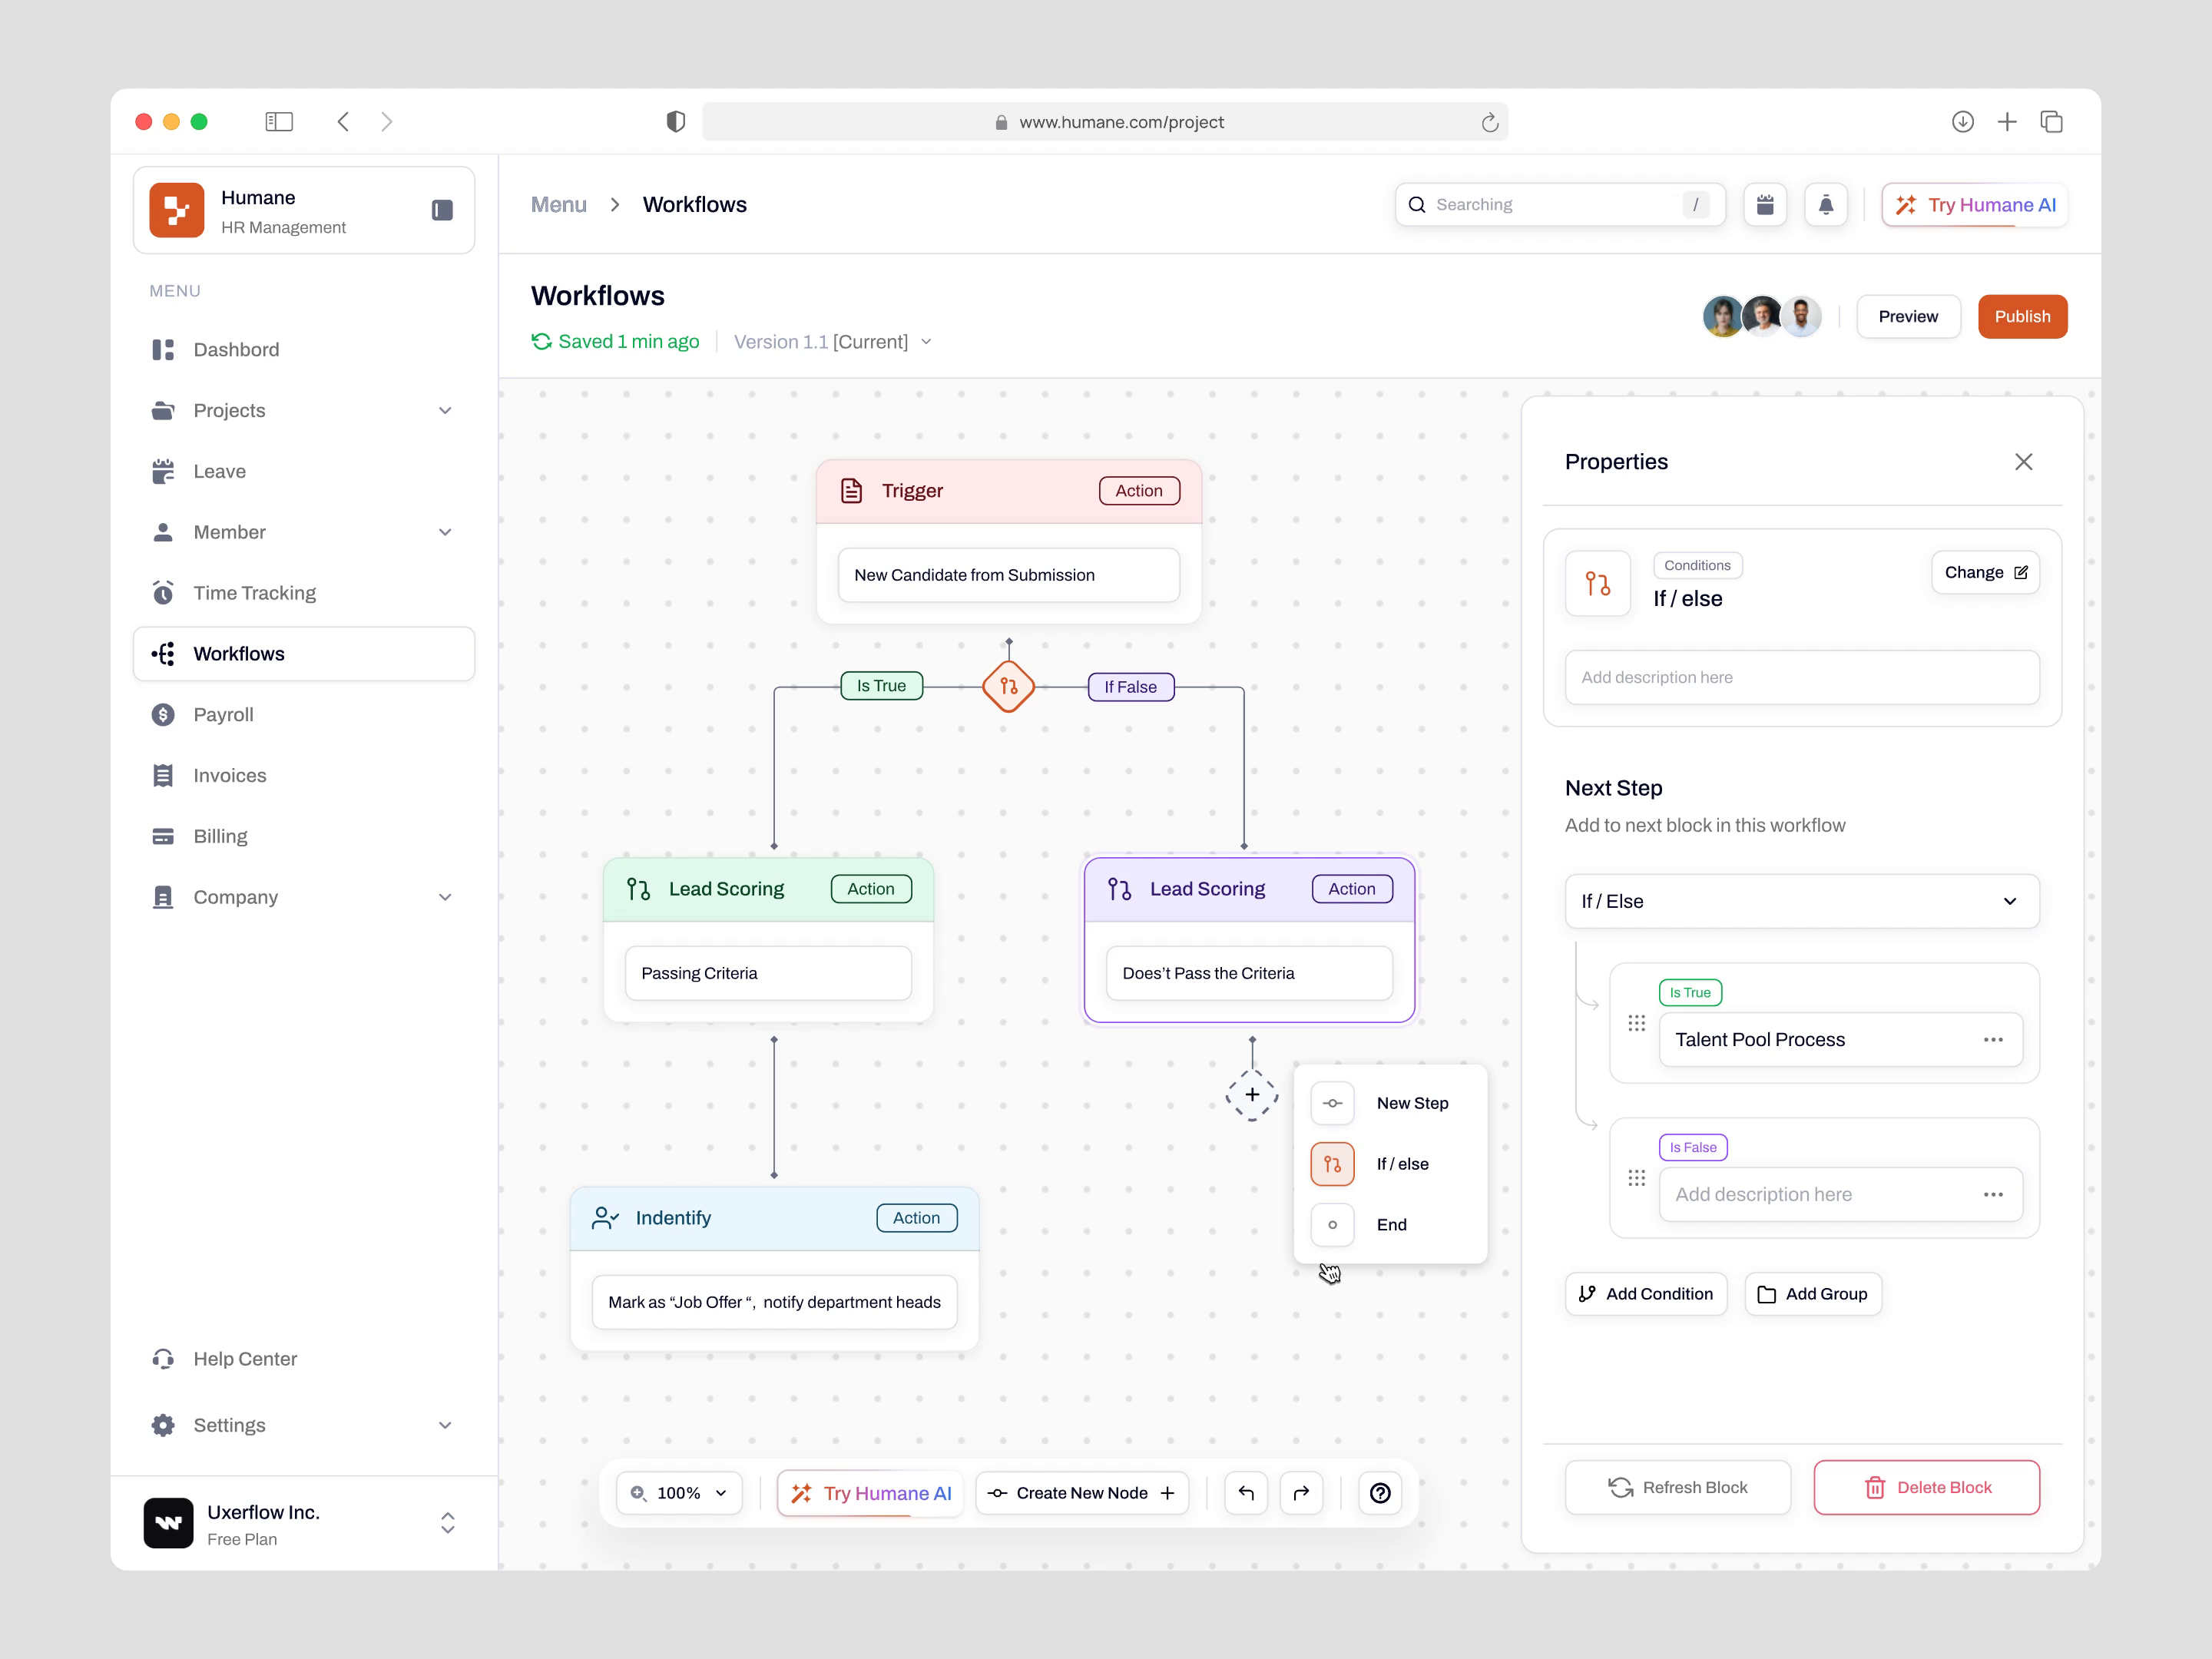 www.humane.com/project
Humane
HR Management
MENU
Dashbord
Projects
Leave
Member
Time Tracking
Workflows
Payroll
Invoices
Billing
Company
Help Center
Settings
Uxerflow Inc.
Free Plan
Menu > Workflows
Searching /
Try Humane AI
Workflows
Saved 1 min ago
Version 1.1 [Current]
Preview
Publish
Trigger
Action
New Candidate from Submission
Is True
If False
Lead Scoring
Action
Passing Criteria
Lead Scoring
Action
Does’t Pass the Criteria
New Step
If / else
End
Indentify
Action
Mark as “Job Offer “, notify department heads
100%
Try Humane AI
Create New Node
Properties
Conditions
If / else
Change
Add description here
Next Step
Add to next block in this workflow
If / Else
Is True
Talent Pool Process
Is False
Add description here
Add Condition
Add Group
Refresh Block
Delete Block